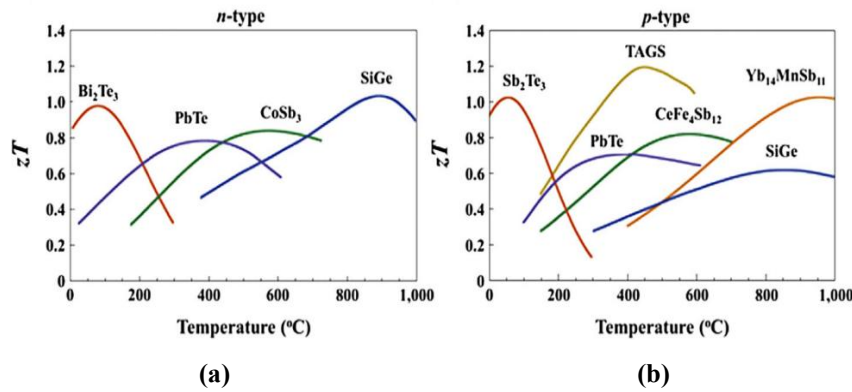 n-type
1.4
1.2
1.0
0.8
0.6
0.4
0.2
0
zT
Bi₂Te₃
PbTe
CoSb₃
SiGe
0 200 400 600 800 1,000
Temperature (°C)
(a)
p-type
1.4
1.2
1.0
0.8
0.6
0.4
0.2
0
zT
Sb₂Te₃
TAGS
PbTe
CeFe₄Sb₁₂
Yb₁₄MnSb₁₁
SiGe
0 200 400 600 800 1,000
Temperature (°C)
(b)